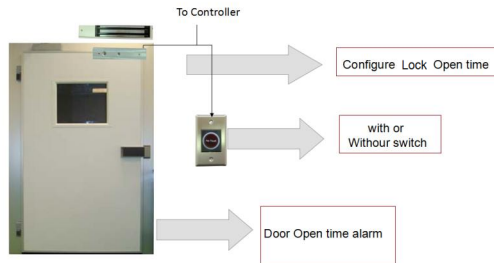 To Controller
Configure Lock Open time
with or
Withour switch
Door Open time alarm